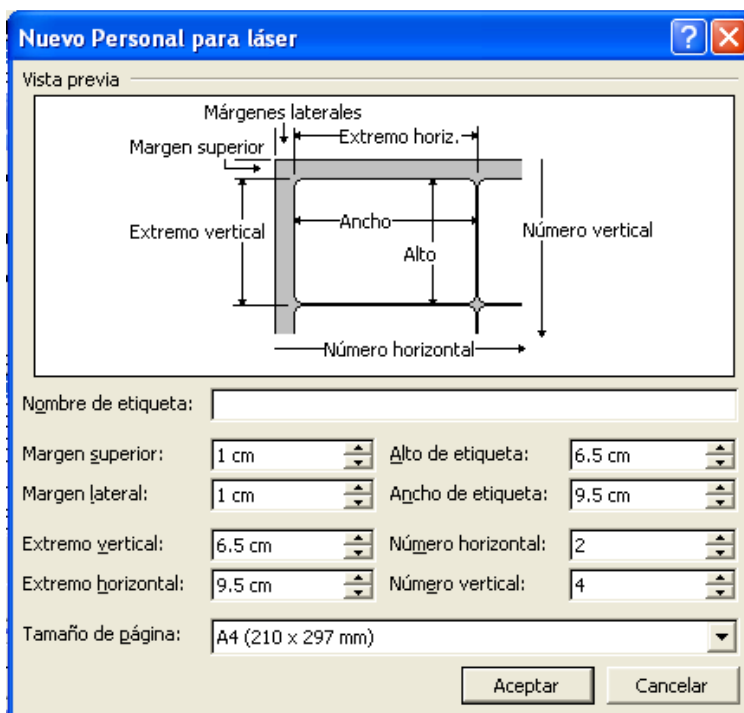 Nuevo Personal para láser
Vista previa
Márgenes laterales
Margen superior
Extremo horiz.
Extremo vertical
Ancho
Alto
Número vertical
Número horizontal
Nombre de etiqueta:
Margen superior: 1 cm Alto de etiqueta: 6.5 cm
Margen lateral: 1 cm Ancho de etiqueta: 9.5 cm
Extremo vertical: 6.5 cm Número horizontal: 2
Extremo horizontal: 9.5 cm Número vertical: 4
Tamaño de página: A4 (210 x 297 mm)
Aceptar Cancelar